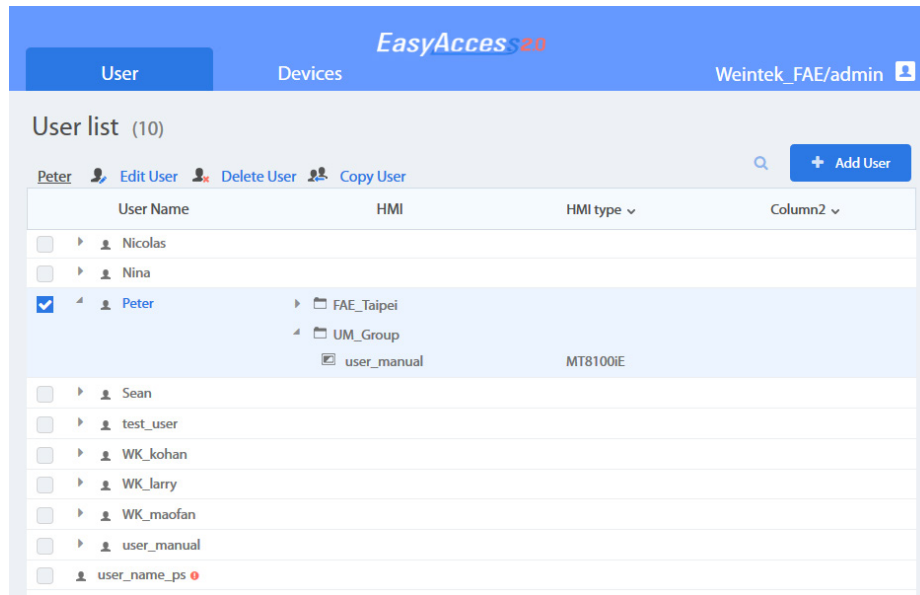 EasyAccess2.0
User Devices Weintek_FAE/admin
User list (10)
Peter Edit User Delete User Copy User + Add User
User Name HMI HMI type Column2
Nicolas
Nina
Peter FAE_Taipei
UM_Group
user_manual MT8100iE
Sean
test_user
WK_kohan
WK_larry
WK_maofan
user_manual
user_name_ps